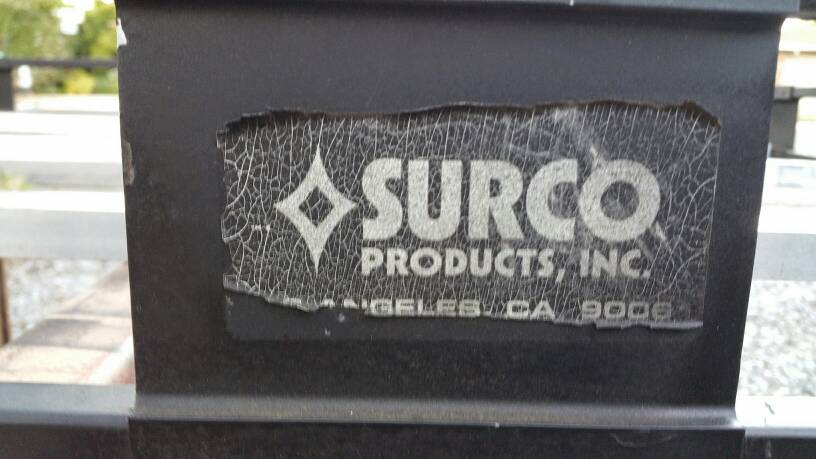 SURCO
PRODUCTS, INC.
ANGELES, CA